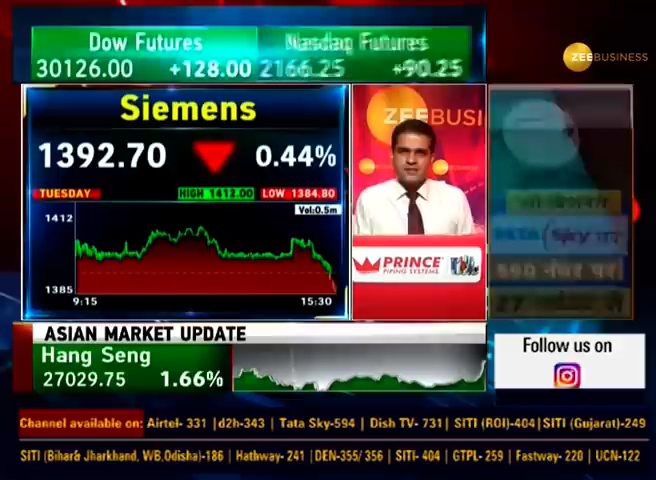 Dow Futures
30126.00 +128.00
Nasdaq Futures
+90.25
ZEEBUSINESS
Siemens
1392.70 0.44%
TUESDAY HIGH 1412.00 LOW 1384.80
Vol:0.5m
1412
1385
9:15 15:30
ZEEBUSI
PRINCE
PIPING SYSTEMS
ASIAN MARKET UPDATE
Hang Seng
27029.75 1.66%
Follow us on
Channel available on: Airtel- 331 |d2h-343 | Tata Sky-594 | Dish TV- 731| SITI (ROI)-404|SITI (Gujarat)-249
SITI (Bihar& Jharkhand, WB,Odisha)-186 | Hathway- 241 |DEN-355/ 356 | SITI- 404 | GTPL- 259 | Fastway- 220 | UCN-122